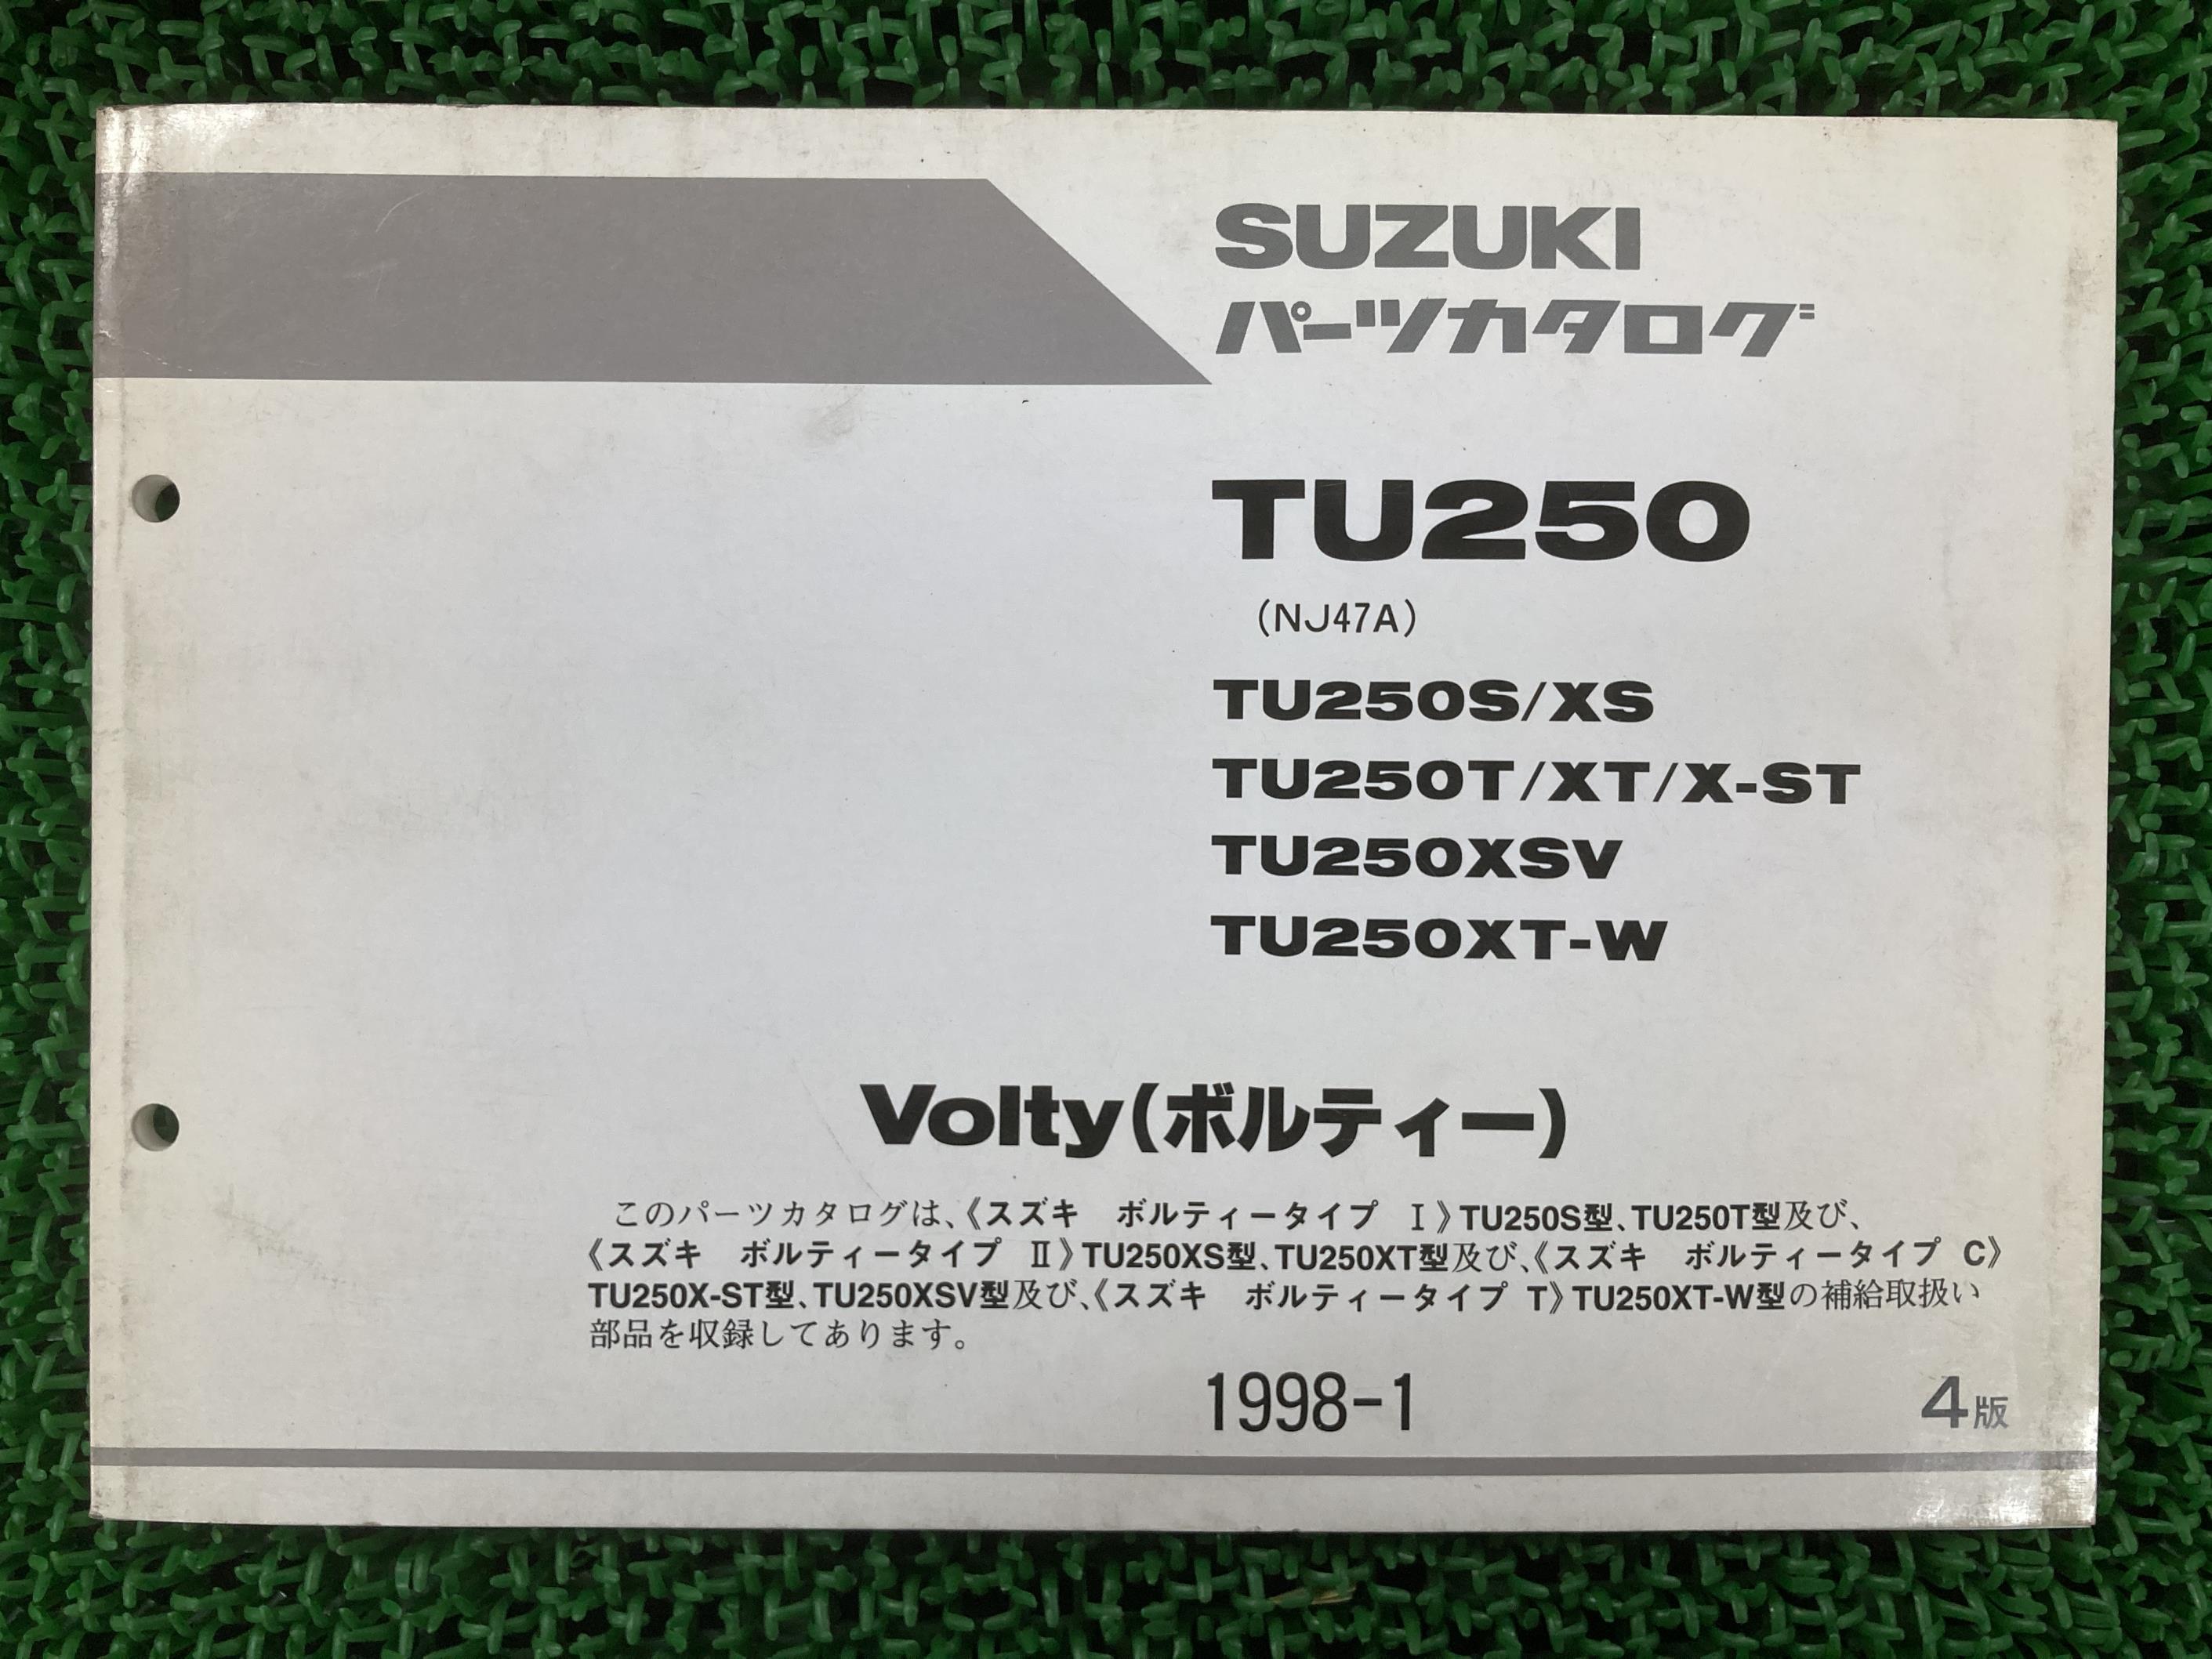 SUZUKI
パーツカタログ
TU250
(NJ47A)
TU250S/XS
TU250T/XT/X-ST
TU250XSV
TU250XT-W
Volty(ボルティー)
このパーツカタログは、《スズキ　ボルティータイプ　Ⅰ》TU250S型、TU250T型及び、
《スズキ　ボルティータイプ　Ⅱ》TU250XS型、TU250XT型及び、《スズキ　ボルティータイプ C》
TU250X-ST型、TU250XSV型及び、《スズキ　ボルティータイプ T》TU250XT-W型の補給取扱い
部品を収録してあります。
1998-1
4版